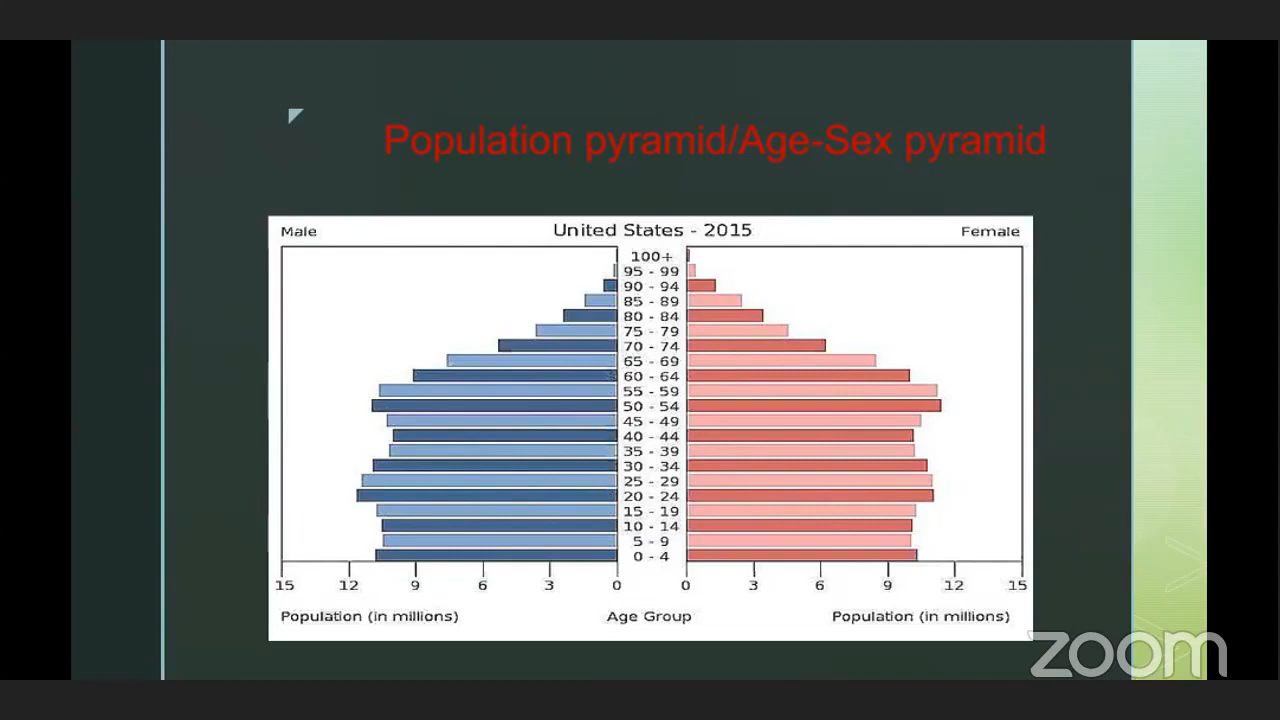 Population pyramid/Age-Sex pyramid
Male United States - 2015 Female
100+
95 - 99
90 - 94
85 - 89
80 - 84
75 - 79
70 - 74
65 - 69
60 - 64
55 - 59
50 - 54
45 - 49
40 - 44
35 - 39
30 - 34
25 - 29
20 - 24
15 - 19
10 - 14
5 - 9
0 - 4
15 12 9 6 3 0 0 3 6 9 12 15
Population (in millions) Age Group Population (in millions)
zoom